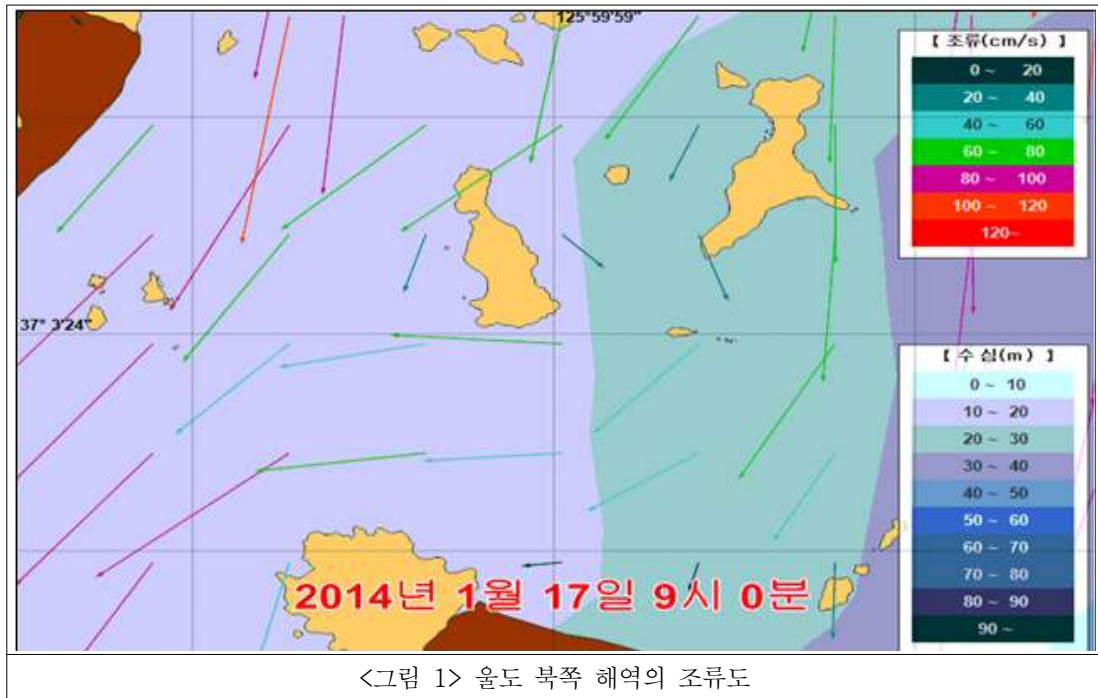 125°59'59"
[ 조류(cm/s) ]
0 ~ 20
20 ~ 40
40 ~ 60
60 ~ 80
80 ~ 100
100 ~ 120
120~
37° 3'24"
[ 수 심(m) ]
0 ~ 10
10 ~ 20
20 ~ 30
30 ~ 40
40 ~ 50
50 ~ 60
60 ~ 70
70 ~ 80
80 ~ 90
90 ~
2014년 1월 17일 9시 0분
<그림 1> 울도 북쪽 해역의 조류도